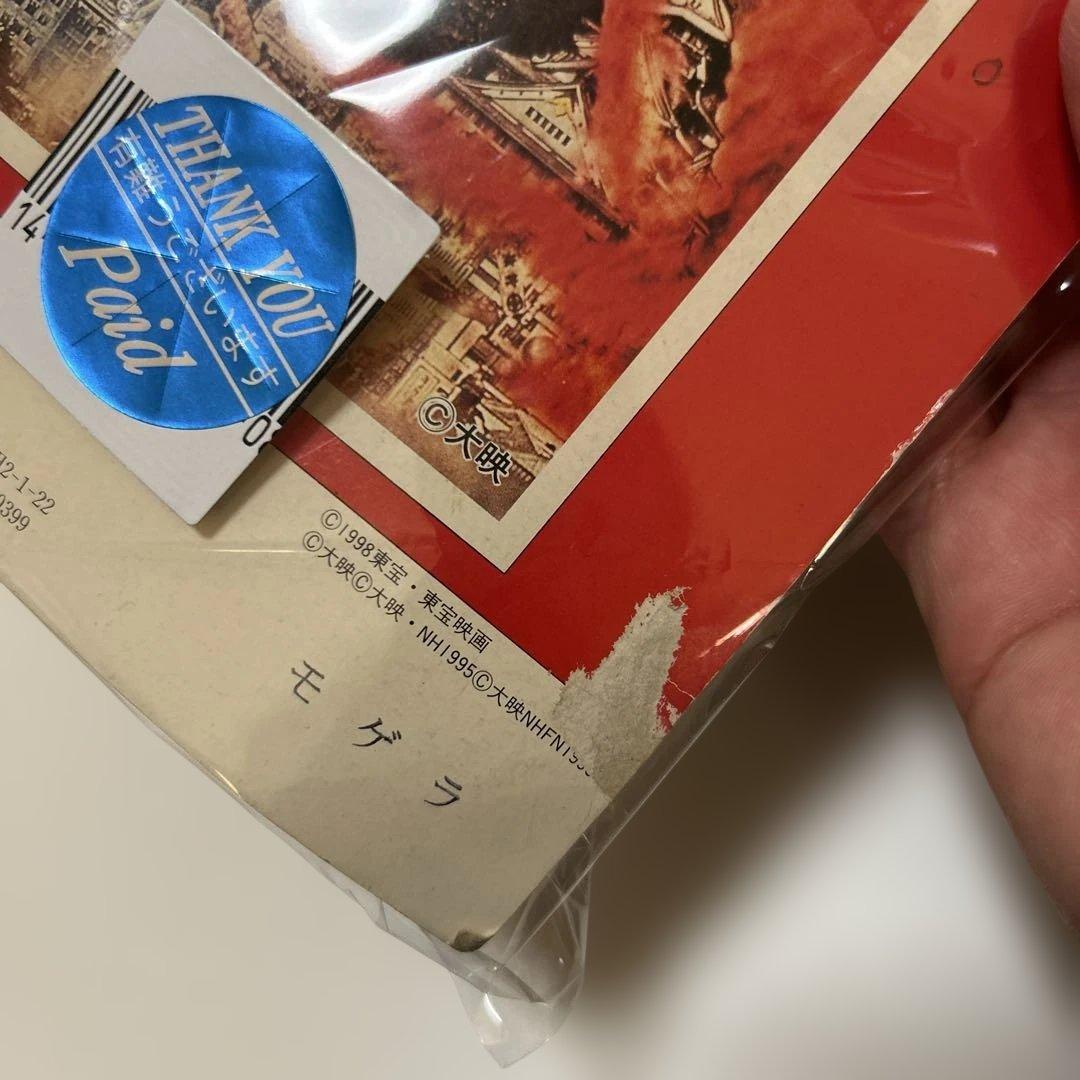 THANK YOU
有難うございます
Paid
14
0
©大映
2-1-22
0399
©1998東宝・東宝映画
©大映©大映・NH1995©大映NHFN19
モゲラ